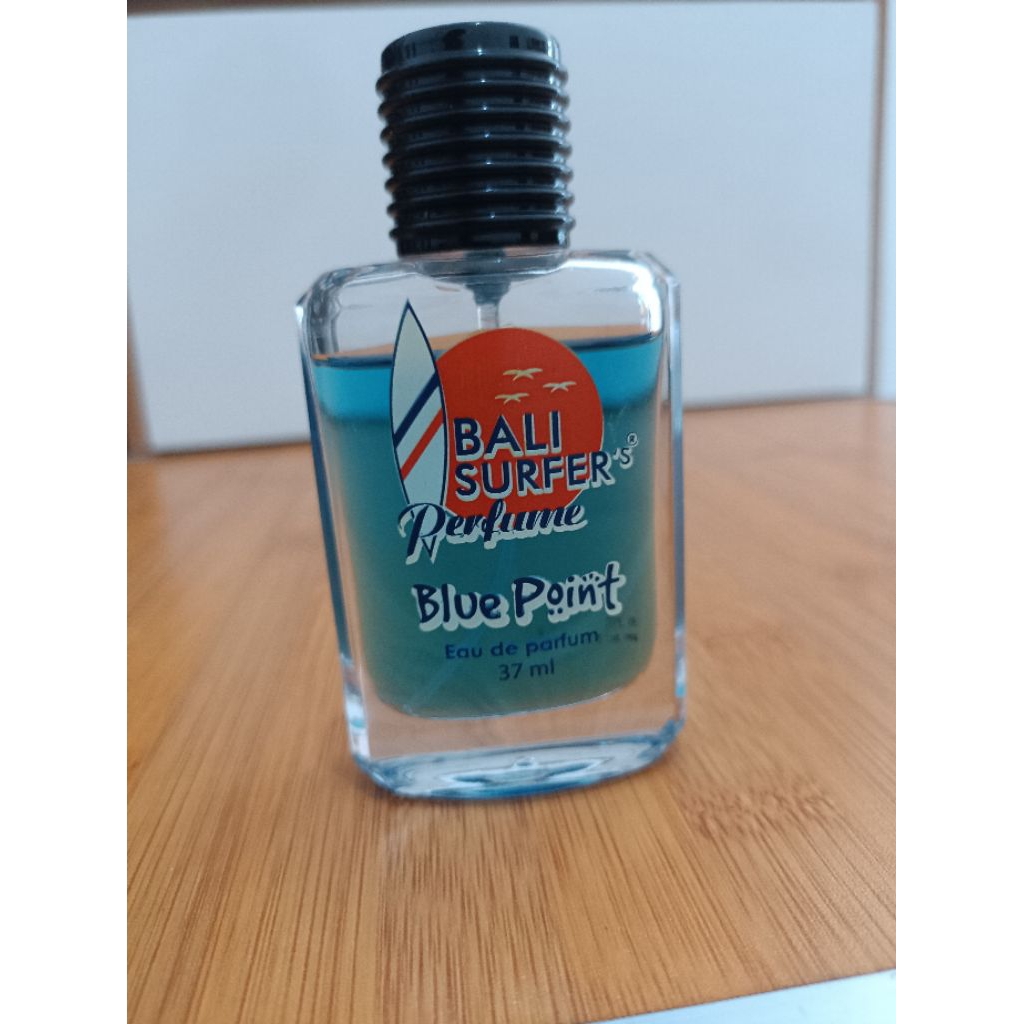 BALI
SURFER'S®
Perfume
Blue Point
Eau de parfum
37 ml